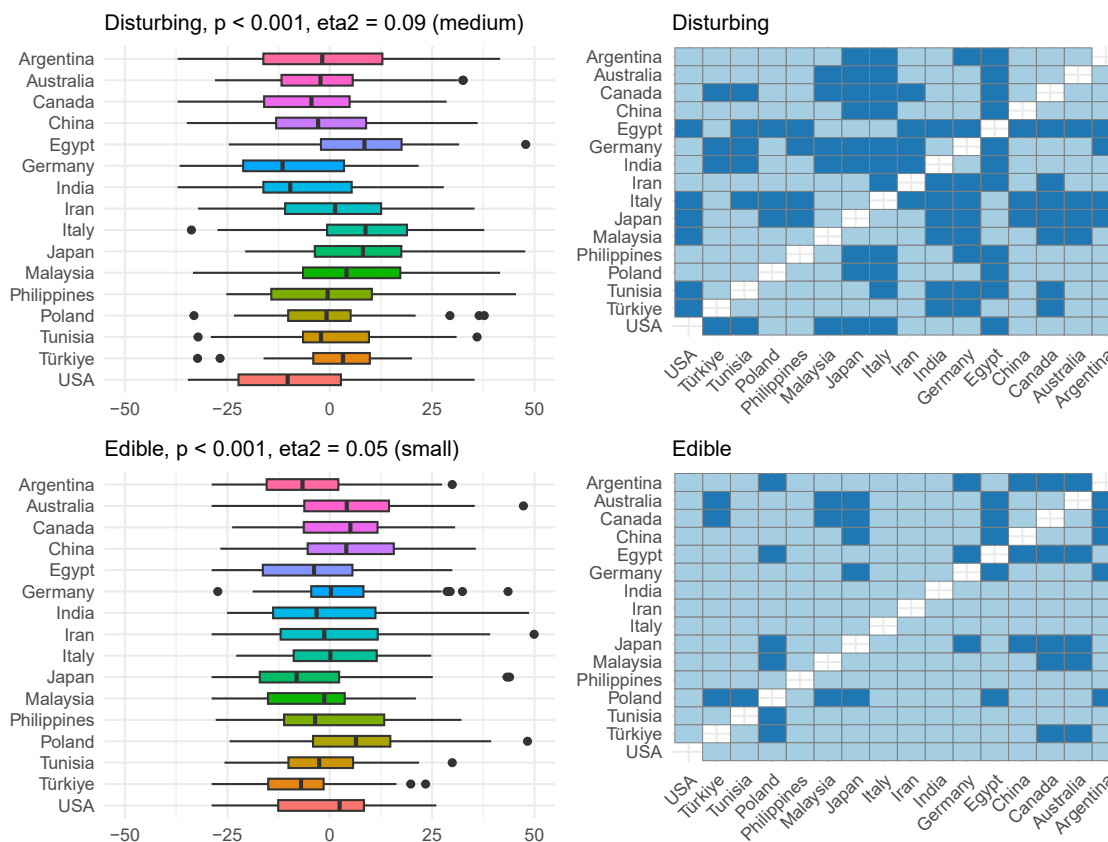 Disturbing, p < 0.001, eta2 = 0.09 (medium)
Argentina
Australia
Canada
China
Egypt
Germany
India
Iran
Italy
Japan
Malaysia
Philippines
Poland
Tunisia
Türkiye
USA
−50 −25 0 25 50
Disturbing
Argentina
Australia
Canada
China
Egypt
Germany
India
Iran
Italy
Japan
Malaysia
Philippines
Poland
Tunisia
Türkiye
USA
USA Türkiye Tunisia Poland Philippines Malaysia Japan Italy Iran India Germany Egypt China Canada Australia Argentina
Edible, p < 0.001, eta2 = 0.05 (small)
Argentina
Australia
Canada
China
Egypt
Germany
India
Iran
Italy
Japan
Malaysia
Philippines
Poland
Tunisia
Türkiye
USA
−50 −25 0 25 50
Edible
Argentina
Australia
Canada
China
Egypt
Germany
India
Iran
Italy
Japan
Malaysia
Philippines
Poland
Tunisia
Türkiye
USA
USA Türkiye Tunisia Poland Philippines Malaysia Japan Italy Iran India Germany Egypt China Canada Australia Argentina